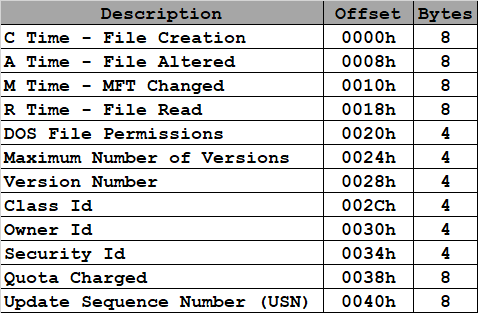 Description Offset Bytes
C Time - File Creation 0000h 8
A Time - File Altered 0008h 8
M Time - MFT Changed 0010h 8
R Time - File Read 0018h 8
DOS File Permissions 0020h 4
Maximum Number of Versions 0024h 4
Version Number 0028h 4
Class Id 002Ch 4
Owner Id 0030h 4
Security Id 0034h 4
Quota Charged 0038h 8
Update Sequence Number (USN) 0040h 8